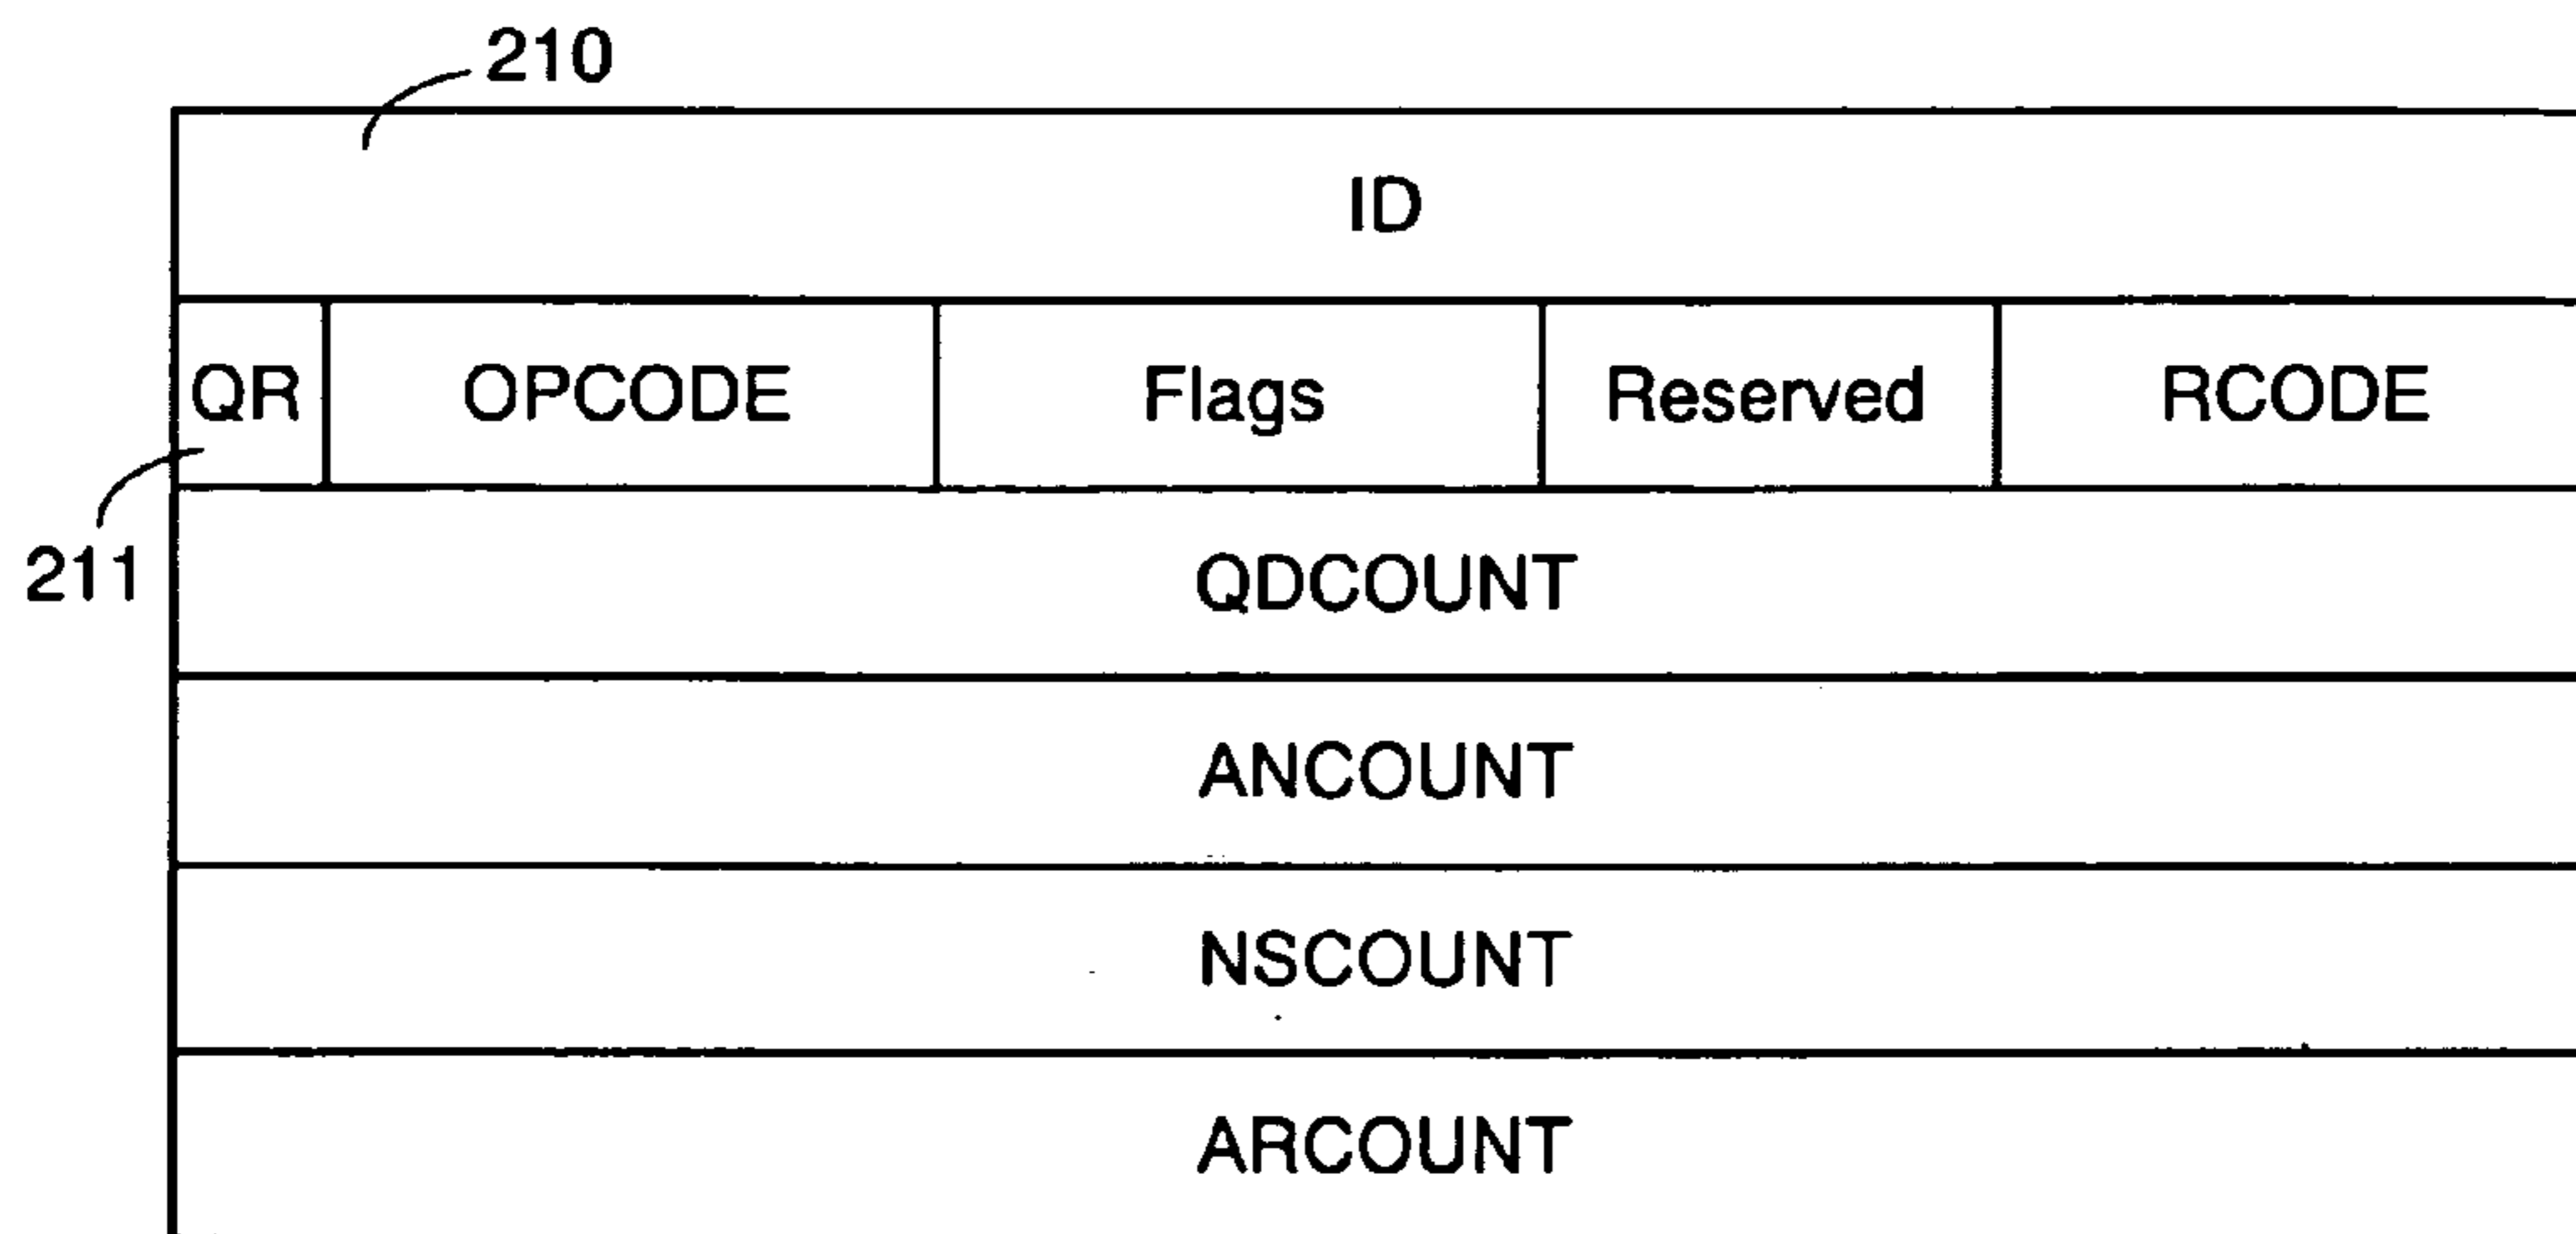 210
ID
QR OPCODE Flags Reserved RCODE
211
QDCOUNT
ANCOUNT
NSCOUNT
ARCOUNT